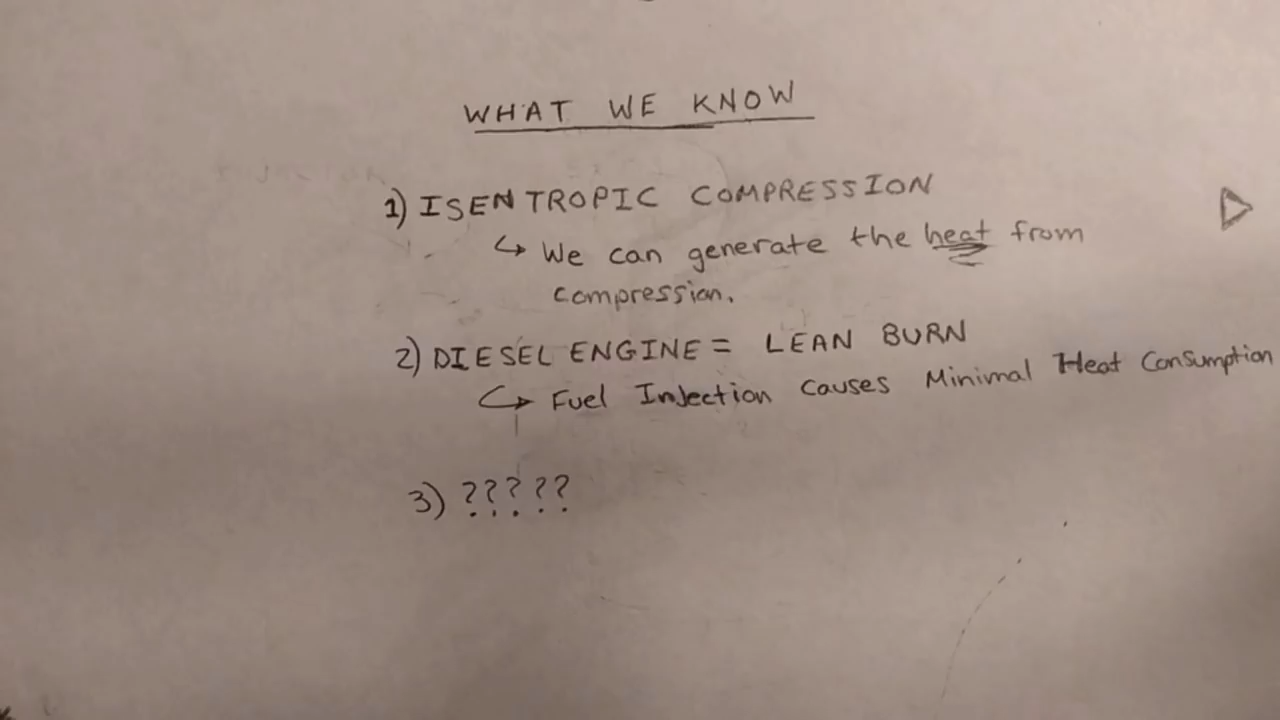 WHAT WE KNOW
1) ISENTROPIC COMPRESSION
↳ We can generate the heat from
compression.
2) DIESEL ENGINE = LEAN BURN
↳ Fuel Injection causes Minimal Heat Consumption
3) ?????